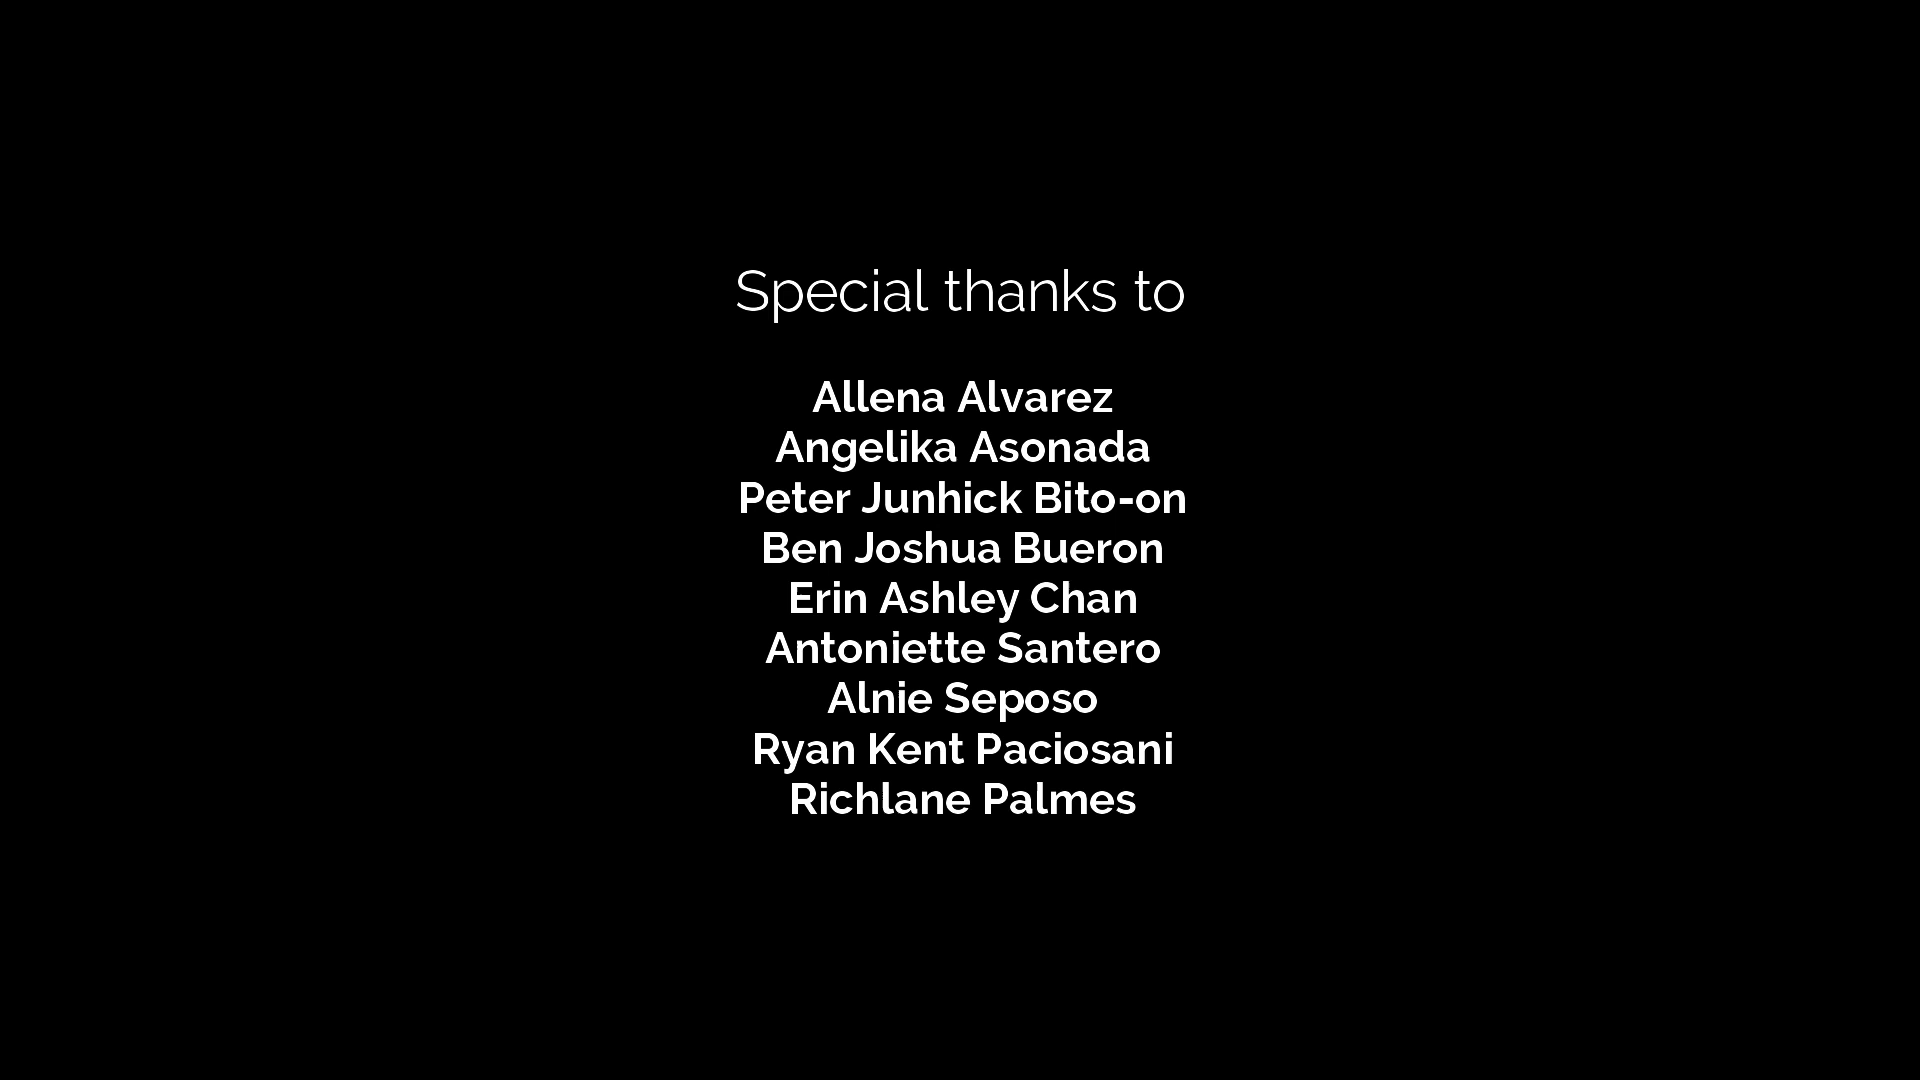 Special thanks to
Allena Alvarez
Angelika Asonada
Peter Junhick Bito-on
Ben Joshua Bueron
Erin Ashley Chan
Antoniette Santero
Alnie Seposo
Ryan Kent Paciosani
Richlane Palmes